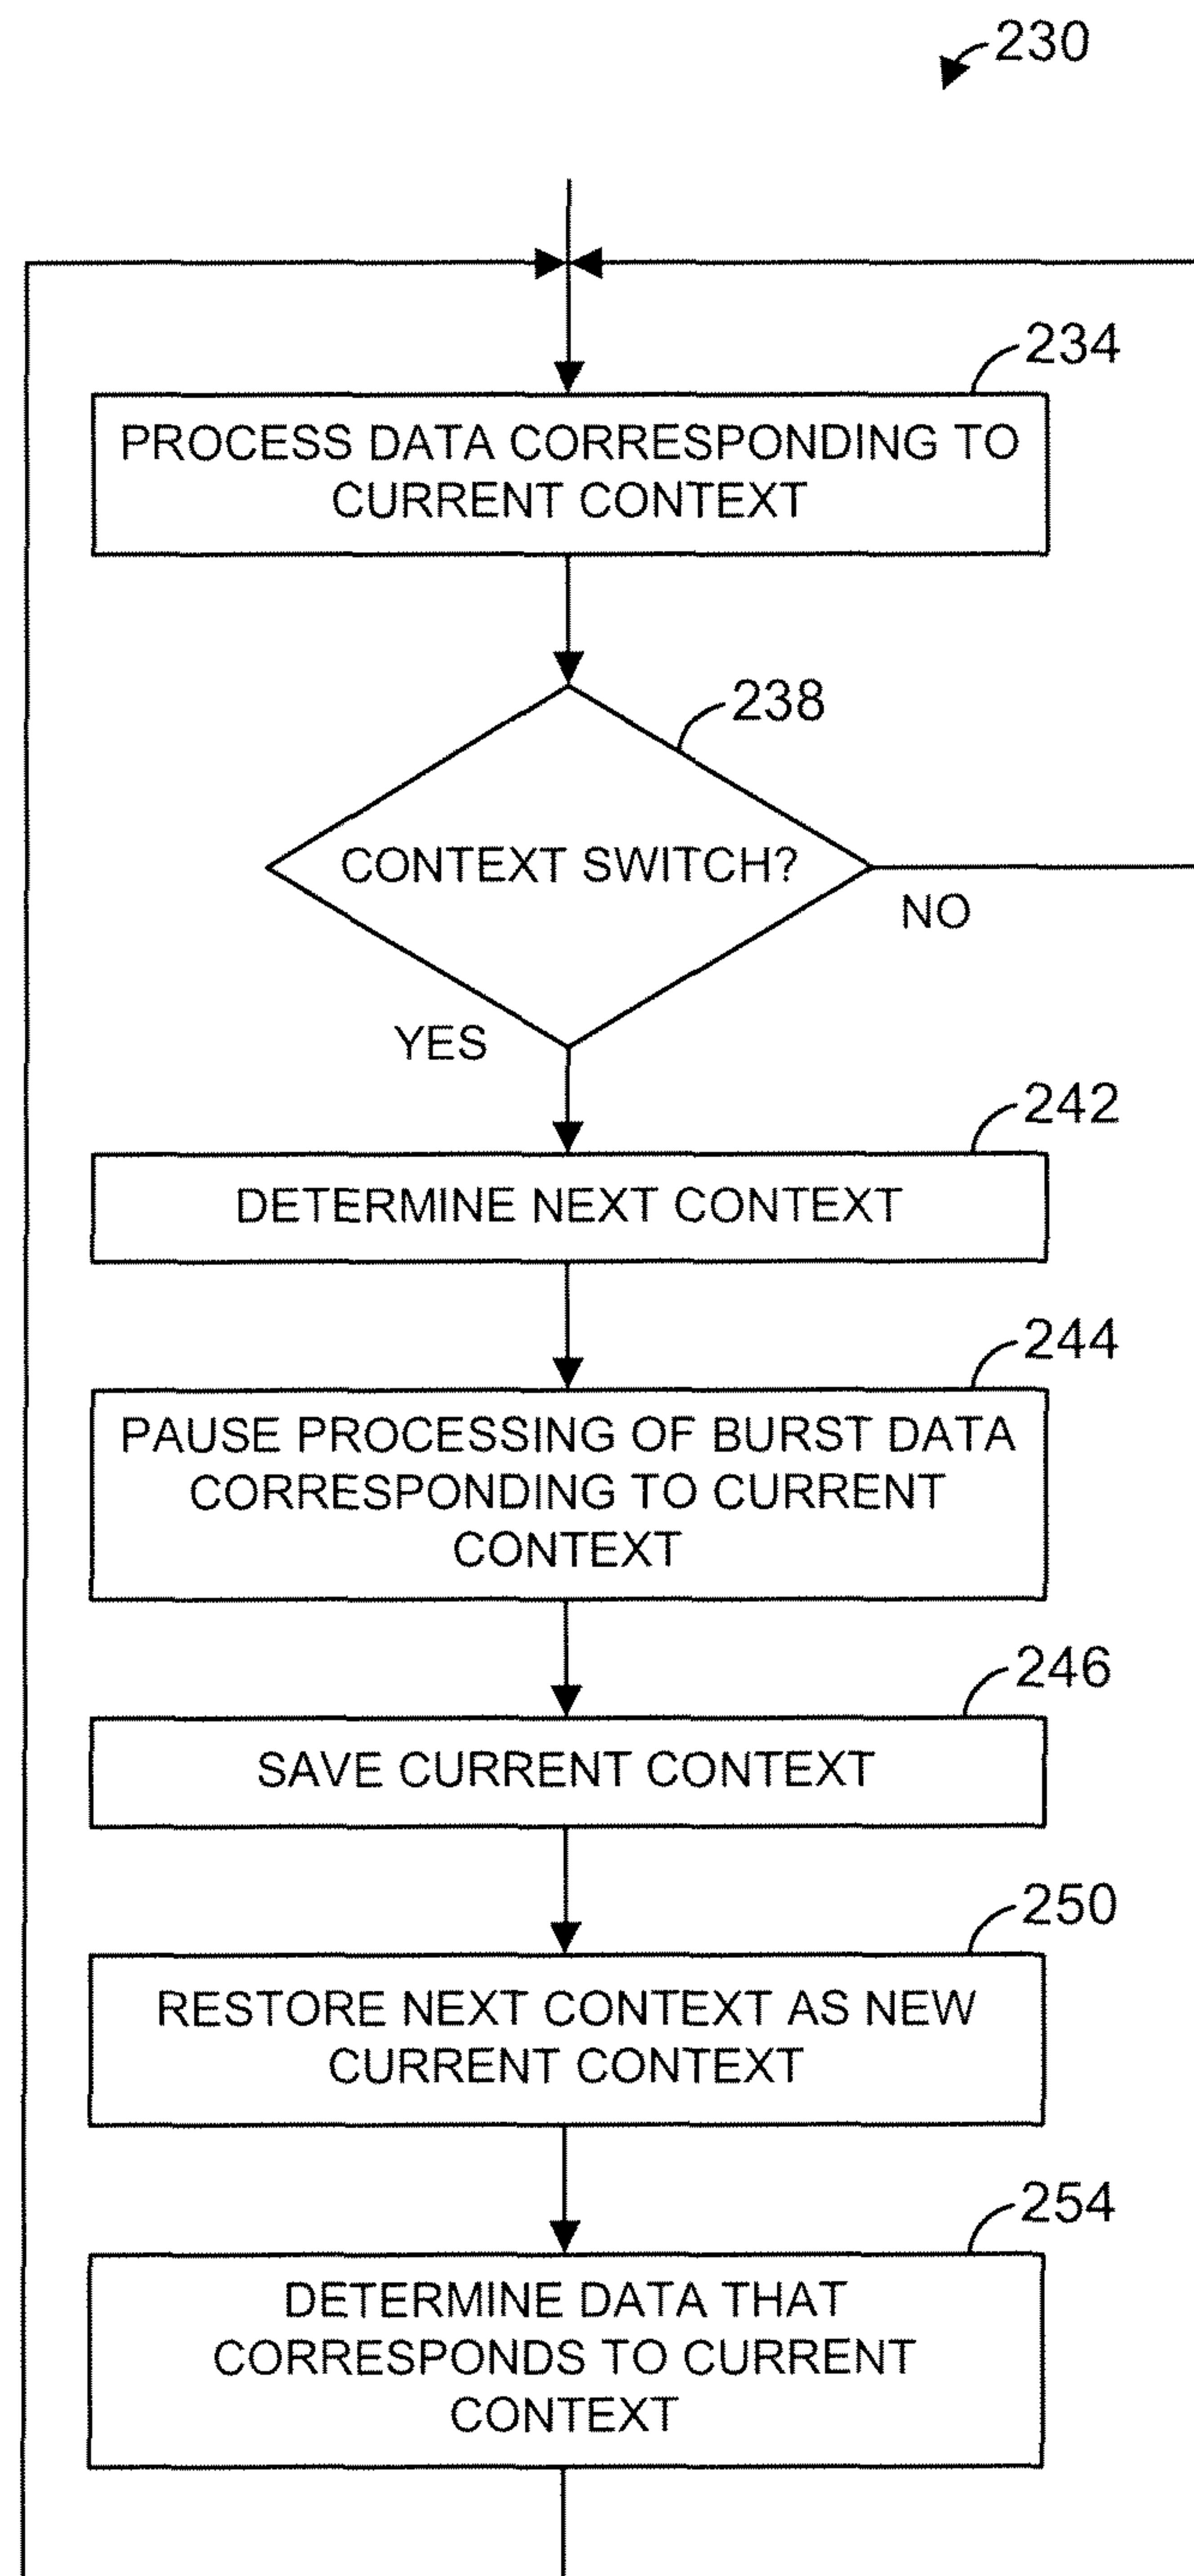 230
234
PROCESS DATA CORRESPONDING TO
CURRENT CONTEXT
238
CONTEXT SWITCH?
NO
YES
242
DETERMINE NEXT CONTEXT
244
PAUSE PROCESSING OF BURST DATA
CORRESPONDING TO CURRENT
CONTEXT
246
SAVE CURRENT CONTEXT
250
RESTORE NEXT CONTEXT AS NEW
CURRENT CONTEXT
254
DETERMINE DATA THAT
CORRESPONDS TO CURRENT
CONTEXT